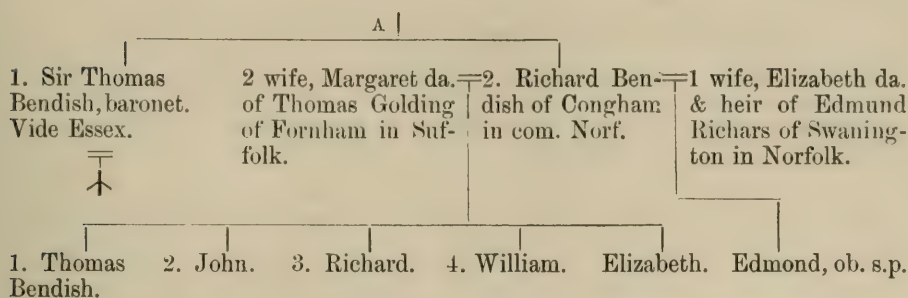 A
1. Sir Thomas
Bendish, baronet.
Vide Essex.
2 wife, Margaret da.
of Thomas Golding
of Fornham in Suf-
folk.
2. Richard Ben-
dish of Congham
in com. Norf.
1 wife, Elizabeth da.
& heir of Edmund
Richars of Swaning-
ton in Norfolk.
1. Thomas
Bendish.
2. John.
3. Richard.
4. William.
Elizabeth.
Edmond, ob. s.p.